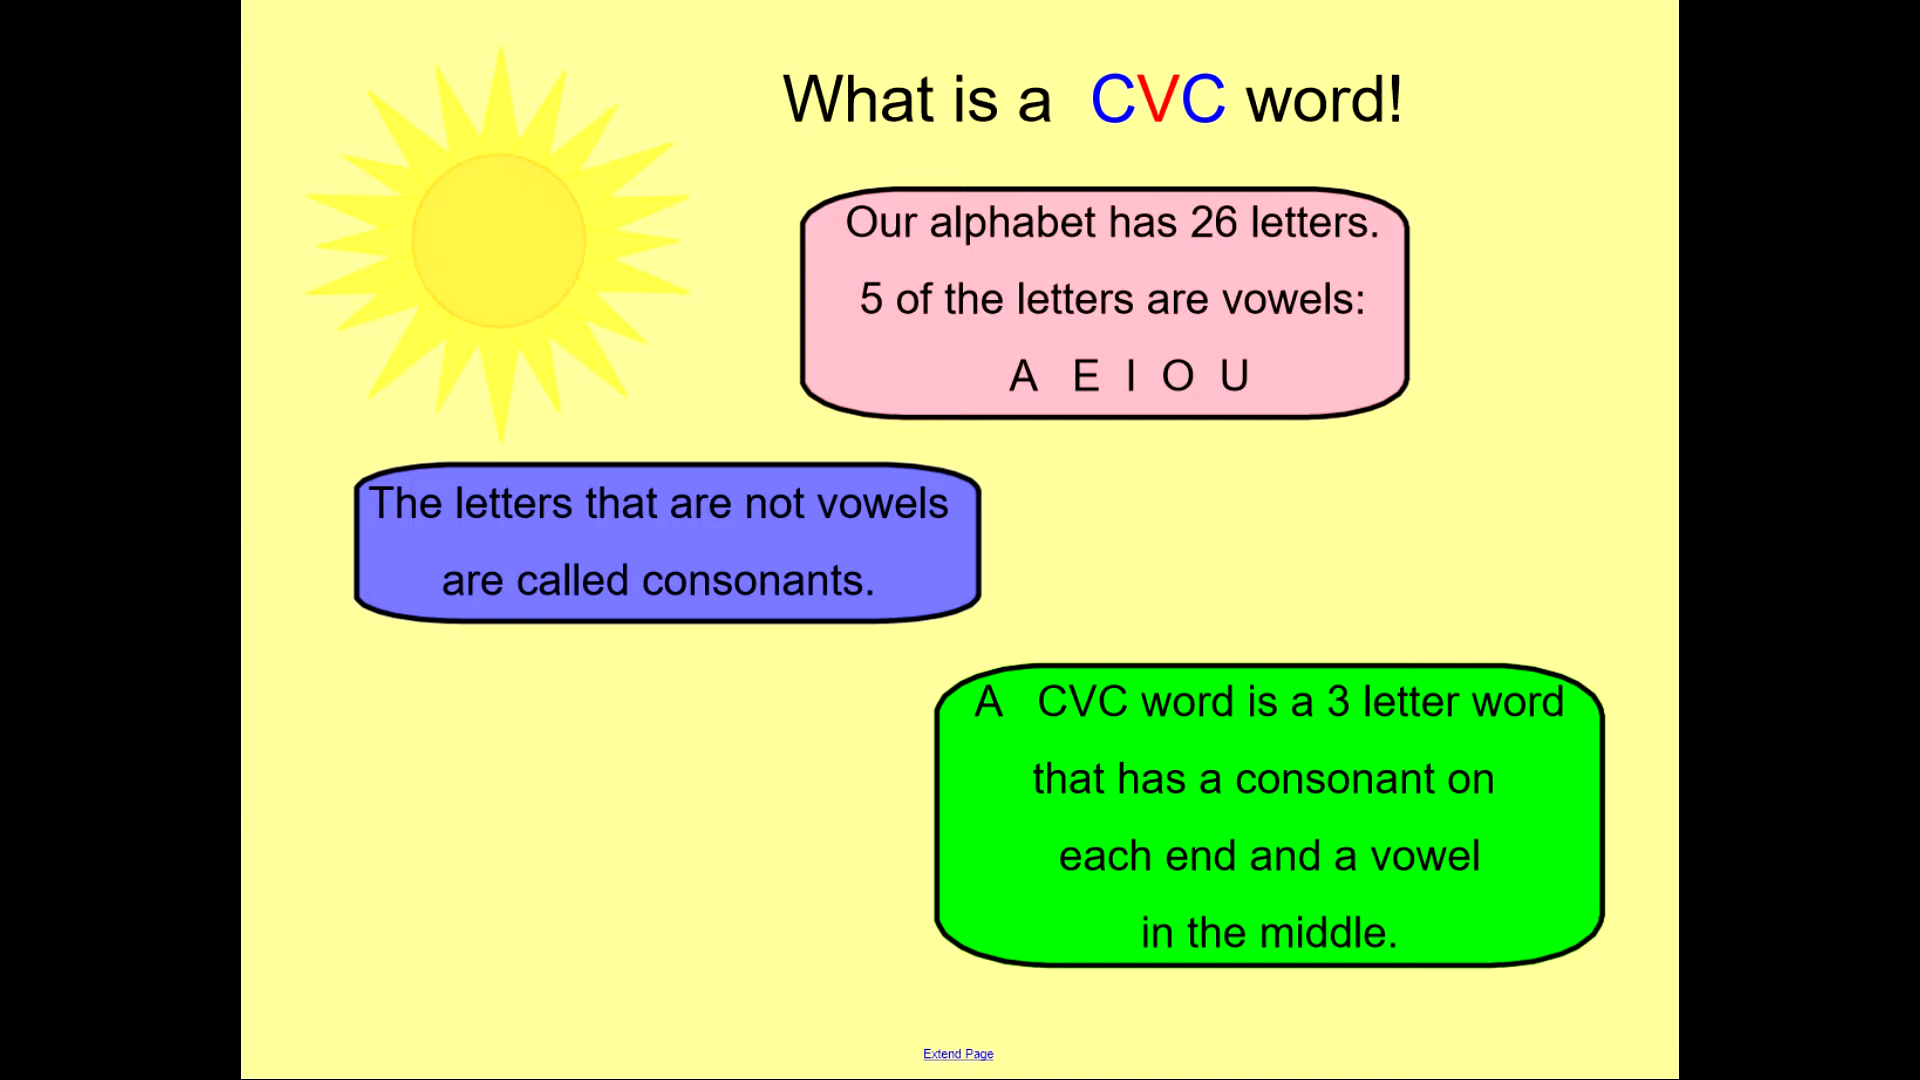 What is a CVC word!
Our alphabet has 26 letters.
5 of the letters are vowels:
A E I O U
The letters that are not vowels
are called consonants.
A CVC word is a 3 letter word
that has a consonant on
each end and a vowel
in the middle.
Extend Page